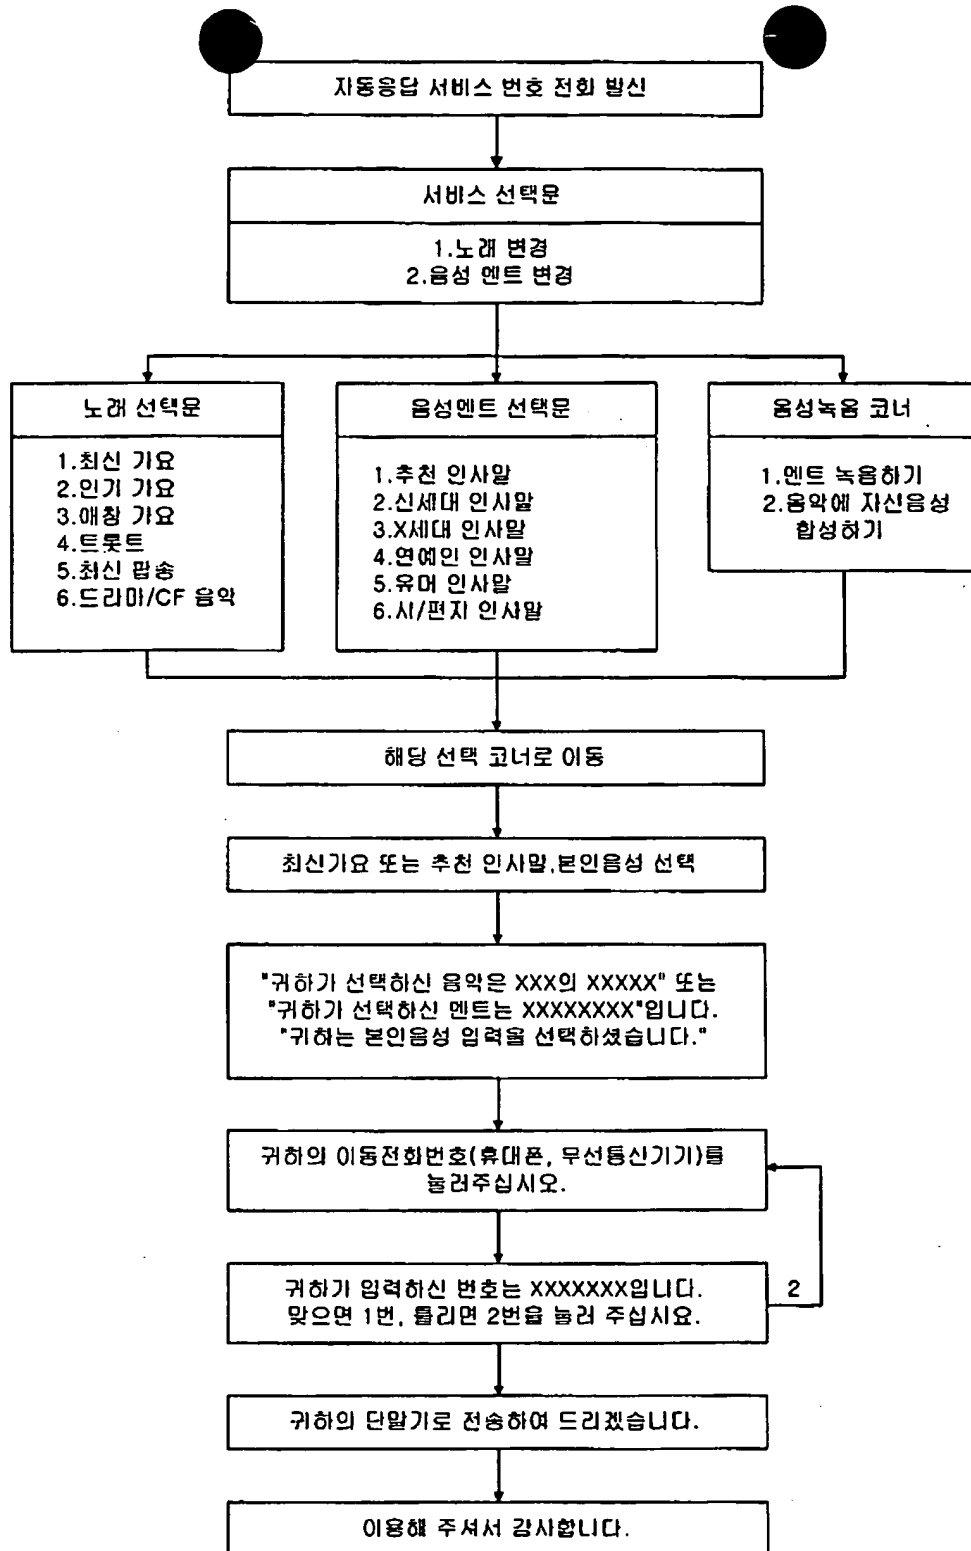 자동응답 서비스 번호 전화 발신
서비스 선택문
1.노래 변경
2.음성 멘트 변경
노래 선택문
1.최신 가요
2.인기 가요
3.애창 가요
4.트롯트
5.최신 팝송
6.드라마/CF 음악
음성멘트 선택문
1.추천 인사말
2.신세대 인사말
3.X세대 인사말
4.연예인 인사말
5.유머 인사말
6.시/편지 인사말
음성녹음 코너
1.멘트 녹음하기
2.음악에 자신음성
합성하기
해당 선택 코너로 이동
최신가요 또는 추천 인사말,본인음성 선택
"귀하가 선택하신 음악은 XXX의 XXXXX" 또는
"귀하가 선택하신 멘트는 XXXXXXXX"입니다.
"귀하는 본인음성 입력을 선택하셨습니다."
귀하의 이동전화번호(휴대폰, 무선통신기기)를
눌러주십시오.
귀하가 입력하신 번호는 XXXXXXX입니다.
맞으면 1번, 틀리면 2번을 눌러 주십시요.
2
귀하의 단말기로 전송하여 드리겠습니다.
이용해 주셔서 감사합니다.